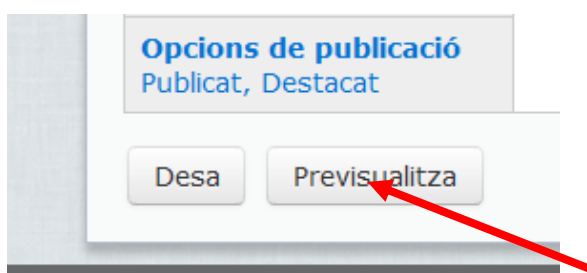 Opcions de publicació
Publicat, Destacat
Desa Previsualitza